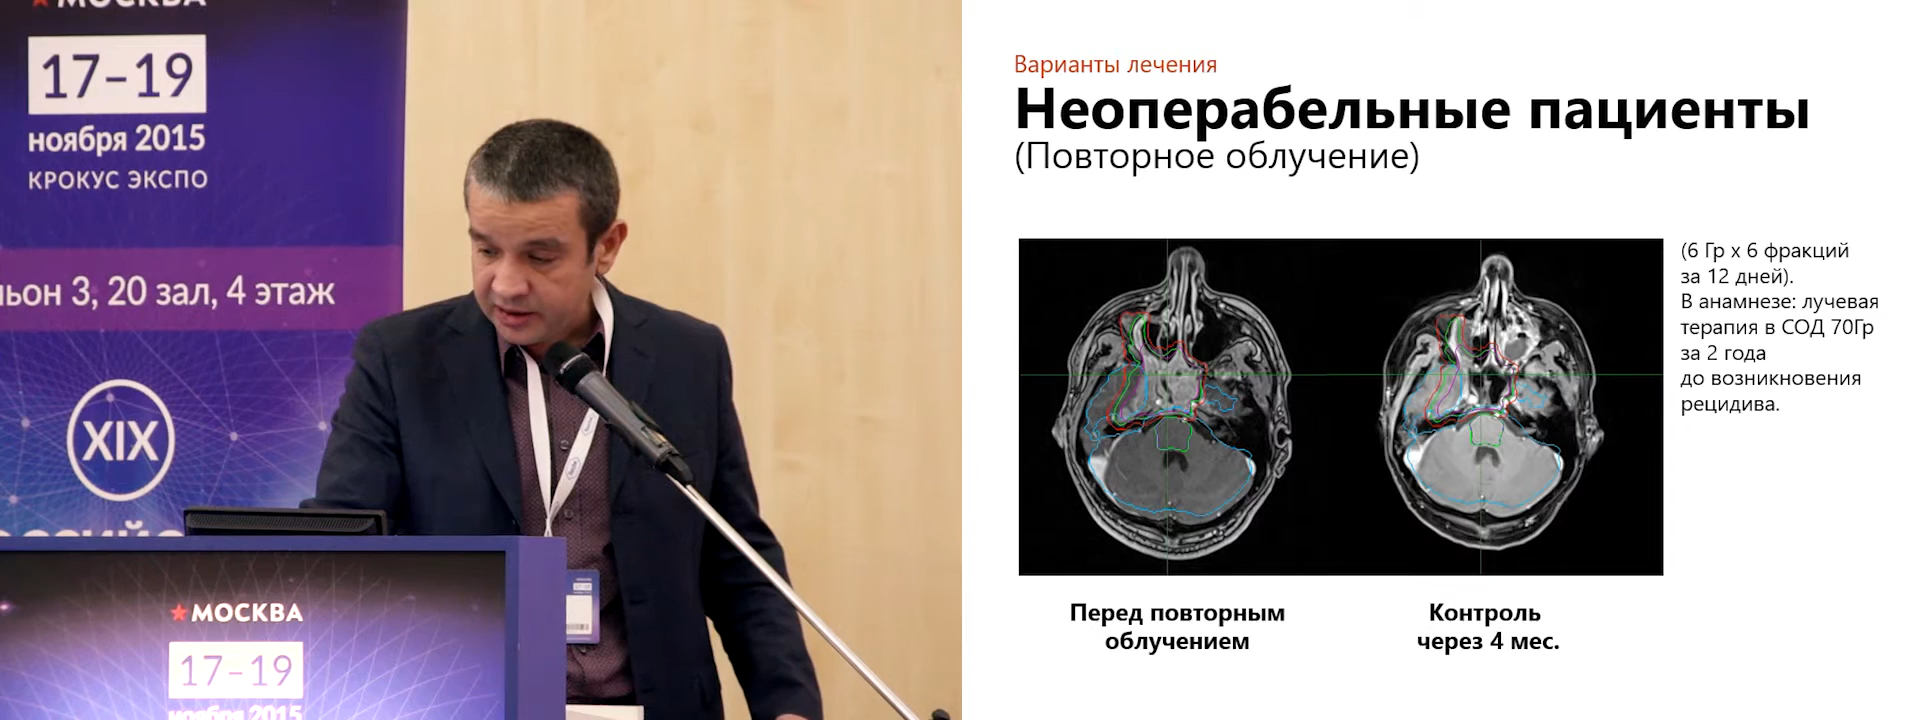 МОСКВА
17–19
ноября 2015
КРОКУС ЭКСПО
3, 20 зал, 4 этаж
XIX
МОСКВА
17–19
ноября 2015
Варианты лечения
Неоперабельные пациенты
(Повторное облучение)
(6 Гр x 6 фракций
за 12 дней).
В анамнезе: лучевая
терапия в СОД 70Гр
за 2 года
до возникновения
рецидива.
Перед повторным
облучением
Контроль
через 4 мес.